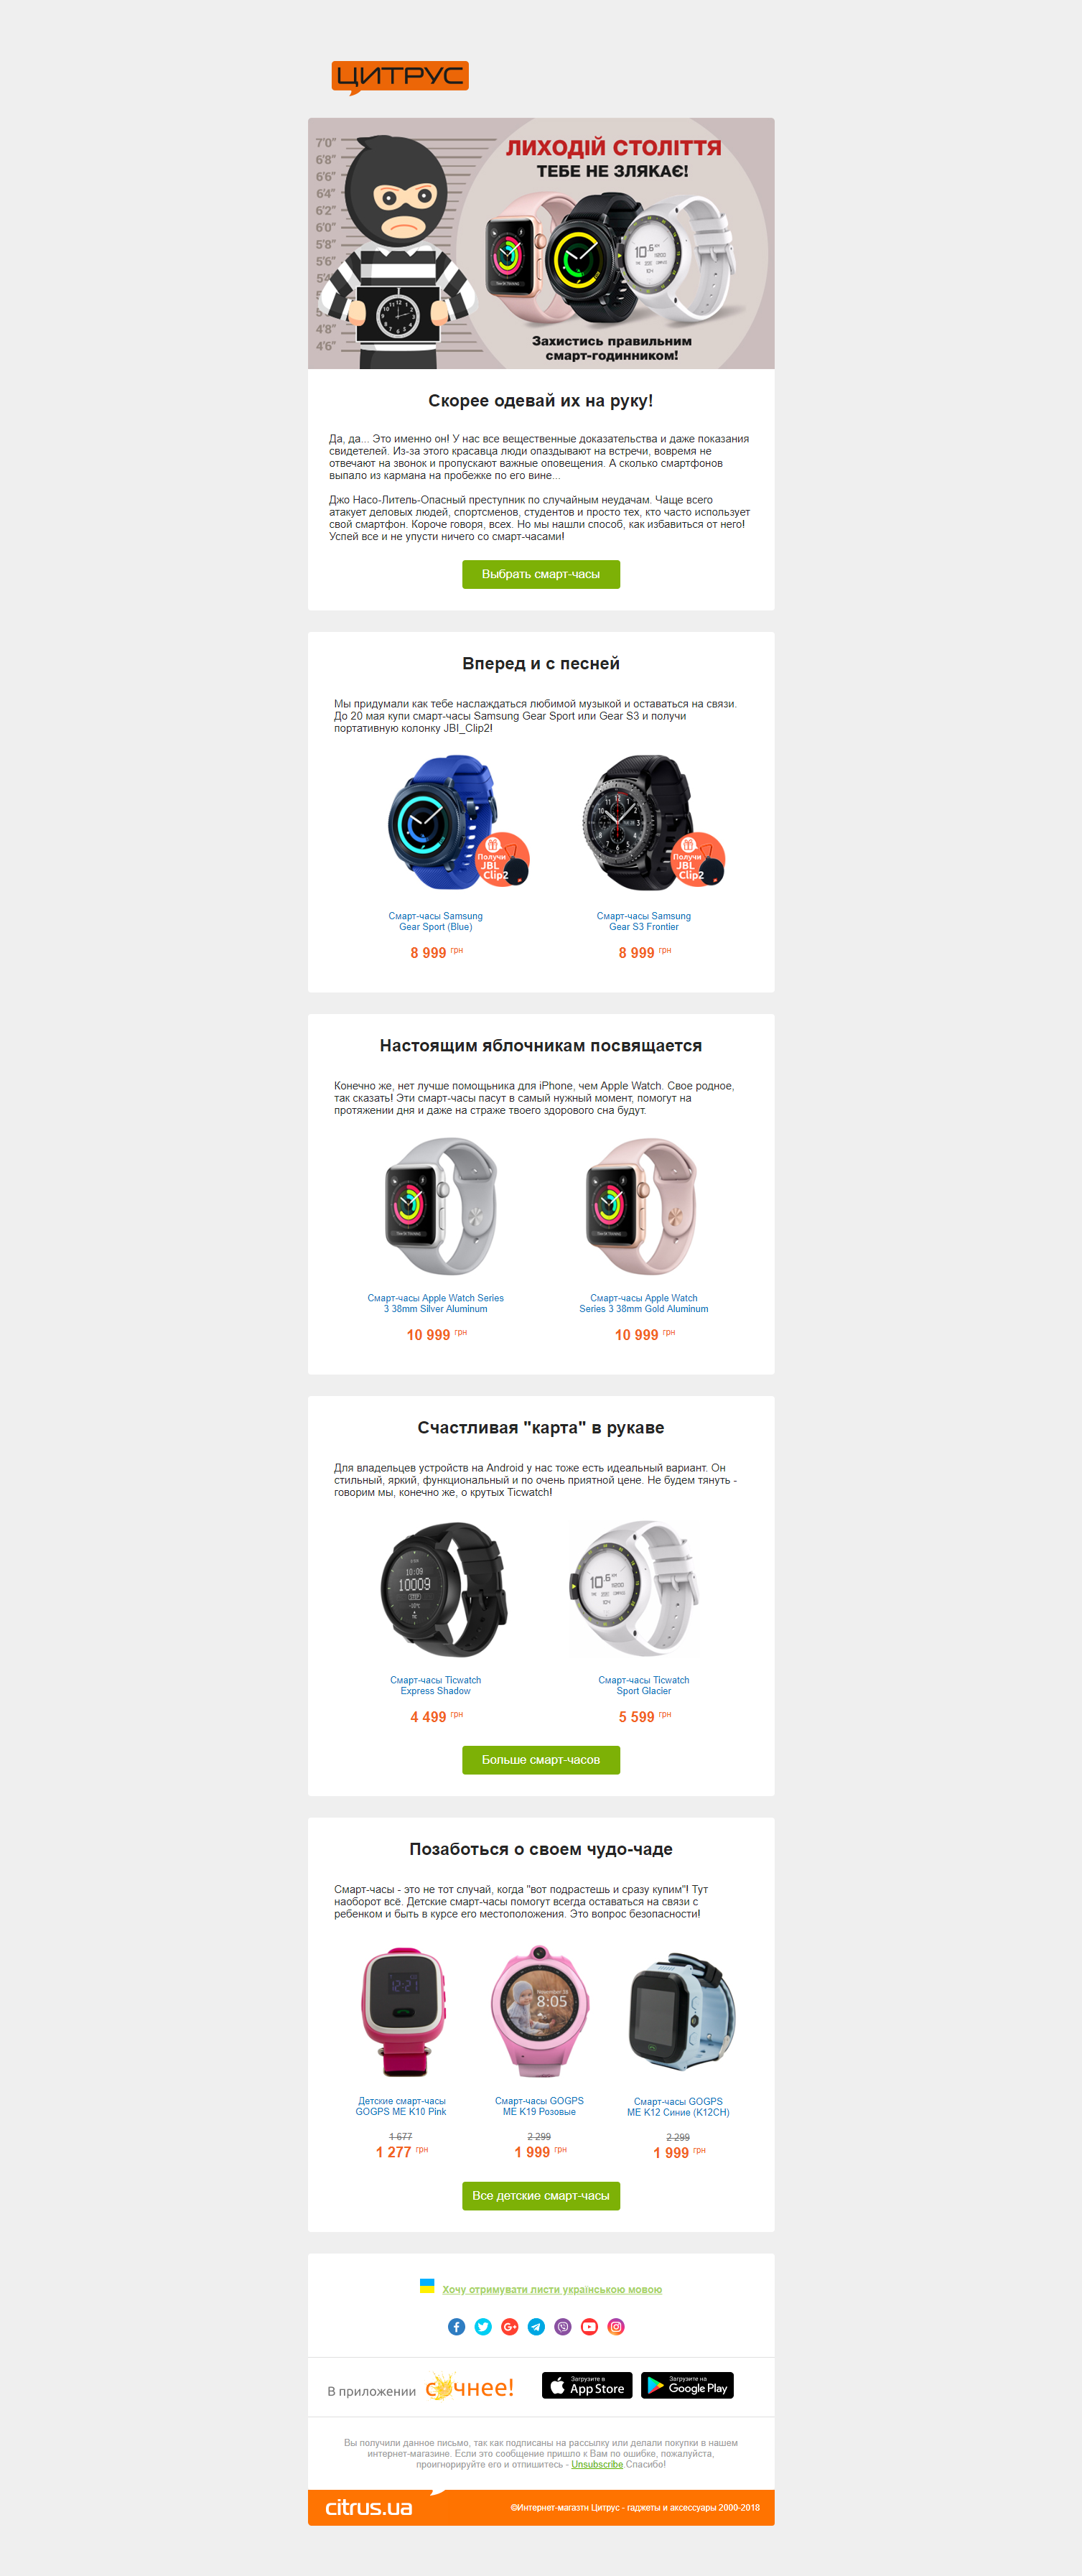 ЦИТРУС
7'0"
6'8"
6'6"
6'4"
6'2"
6'0"
5'8"
5'6"
4'8"
4'6"
ЛИХОДІЙ СТОЛІТТЯ
ТЕБЕ НЕ ЗЛЯКАЄ!
Захистись правильним
смарт-годинником!
Скорее одевай их на руку!
Да, да... Это именно он! У нас все вещественные доказательства и даже показания
свидетелей. Из-за этого красавца люди опаздывают на встречи, вовремя не
отвечают на звонок и пропускают важные оповещения. А сколько смартфонов
выпало из кармана на пробежке по его вине...
Джо Насо-Литель-Опасный преступник по случайным неудачам. Чаще всего
атакует деловых людей, спортсменов, студентов и просто тех, кто часто использует
свой смартфон. Короче говоря, всех. Но мы нашли способ, как избавиться от него!
Успей все и не упусти ничего со смарт-часами!
Выбрать смарт-часы
Вперед и с песней
Мы придумали как тебе наслаждаться любимой музыкой и оставаться на связи.
До 20 мая купи смарт-часы Samsung Gear Sport или Gear S3 и получи
портативную колонку JBl_Clip2!
Получи
JBL
Clip2
Получи
JBL
Clip2
Смарт-часы Samsung
Gear Sport (Blue)
8 999 грн
Смарт-часы Samsung
Gear S3 Frontier
8 999 грн
Настоящим яблочникам посвящается
Конечно же, нет лучше помощьника для iPhone, чем Apple Watch. Свое родное,
так сказать! Эти смарт-часы пасут в самый нужный момент, помогут на
протяжении дня и даже на страже твоего здорового сна будут.
Смарт-часы Apple Watch Series
3 38mm Silver Aluminum
10 999 грн
Смарт-часы Apple Watch
Series 3 38mm Gold Aluminum
10 999 грн
Счастливая "карта" в рукаве
Для владельцев устройств на Android у нас тоже есть идеальный вариант. Он
стильный, яркий, функциональный и по очень приятной цене. Не будем тянуть -
говорим мы, конечно же, о крутых Ticwatch!
10:09
10009
STEP
10.6 KM
Смарт-часы Ticwatch
Express Shadow
4 499 грн
Смарт-часы Ticwatch
Sport Glacier
5 599 грн
Больше смарт-часов
Позаботься о своем чудо-чаде
Смарт-часы - это не тот случай, когда "вот подрастешь и сразу купим"! Тут
наоборот всё. Детские смарт-часы помогут всегда оставаться на связи с
ребенком и быть в курсе его местоположения. Это вопрос безопасности!
12:21
8:05
Детские смарт-часы
GOGPS ME K10 Pink
1 677
1 277 грн
Смарт-часы GOGPS
ME K19 Розовые
2 299
1 999 грн
Смарт-часы GOGPS
ME K12 Синие (K12CH)
2 299
1 999 грн
Все детские смарт-часы
Хочу отримувати листи українською мовою
В приложении сочнее!
Загрузите в
App Store
Загрузите на
Google Play
Вы получили данное письмо, так как подписаны на рассылку или делали покупки в нашем
интернет-магазине. Если это сообщение пришло к Вам по ошибке, пожалуйста,
проигнорируйте его и отпишитесь - Unsubscribe.Спасибо!
citrus.ua
©Интернет-магазтн Цитрус - гаджеты и аксессуары 2000-2018